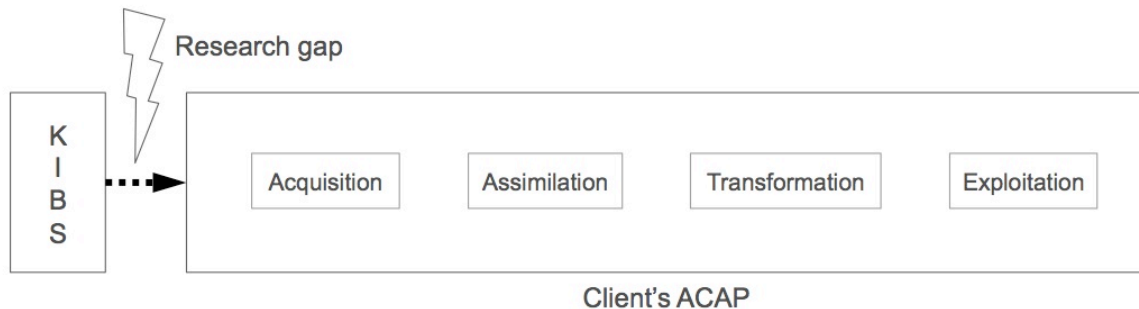 Research gap
K
I
B
S
Acquisition
Assimilation
Transformation
Exploitation
Client's ACAP